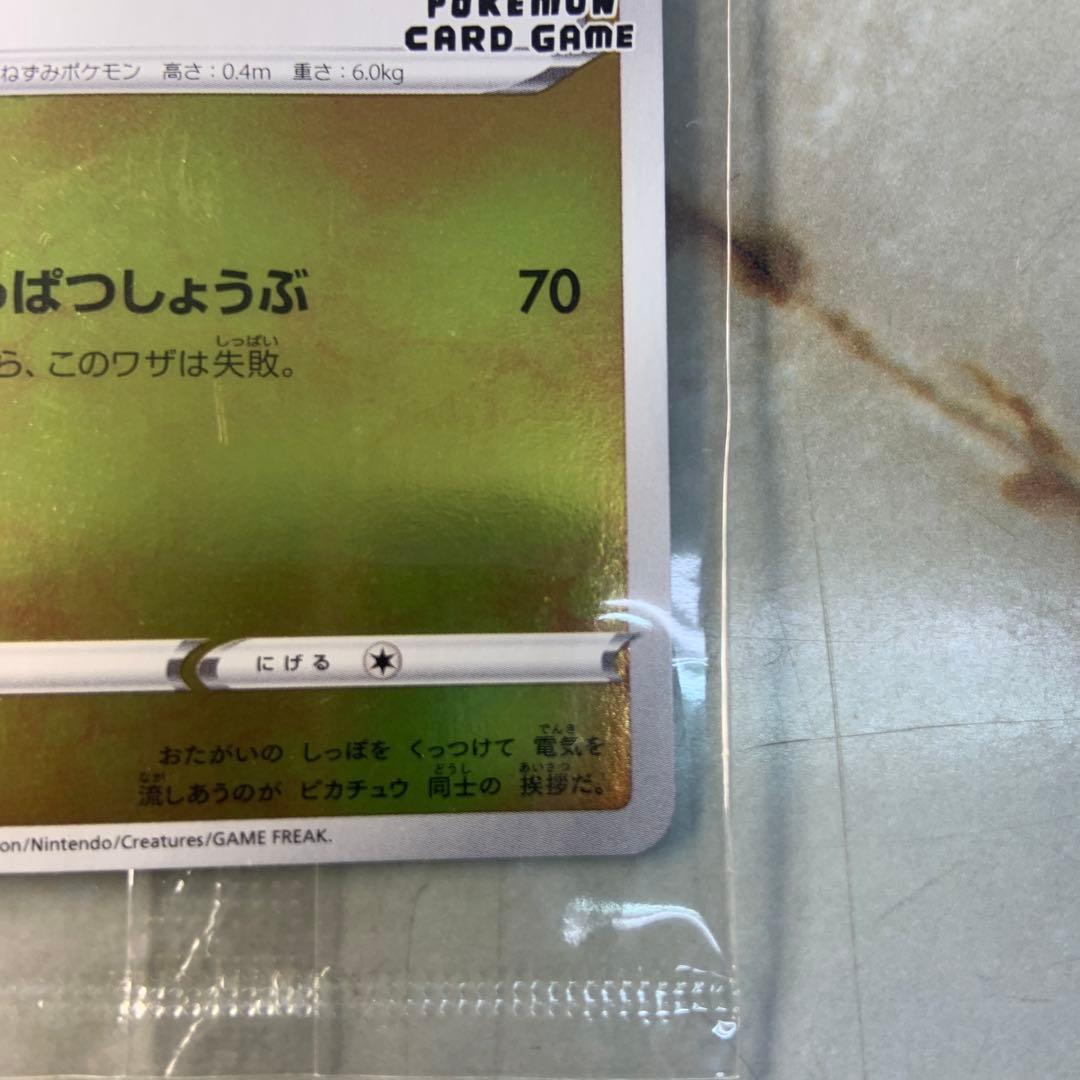 POKÉMON
CARD GAME
ねずみポケモン 高さ：0.4m 重さ：6.0kg
っぱつしょうぶ 70
ら、このワザは失敗。
しっぱい
にげる
おたがいの しっぽを くっつけて 電気を
でんき
流しあうのが ピカチュウ 同士の 挨拶だ。
なが どうし あいさつ
on/Nintendo/Creatures/GAME FREAK.